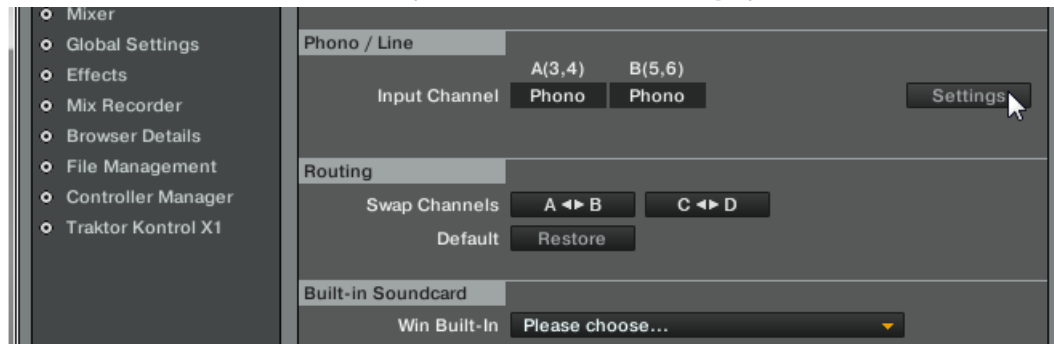 Mixer
Global Settings
Effects
Mix Recorder
Browser Details
File Management
Controller Manager
Traktor Kontrol X1
Phono / Line
A(3,4) B(5,6)
Input Channel Phono Phono Settings
Routing
Swap Channels A ◂▸ B C ◂▸ D
Default Restore
Built-in Soundcard
Win Built-In Please choose...